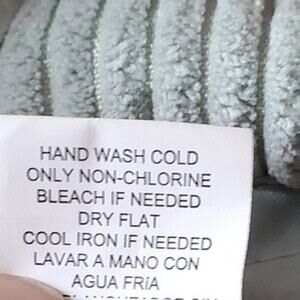 HAND WASH COLD
ONLY NON-CHLORINE
BLEACH IF NEEDED
DRY FLAT
COOL IRON IF NEEDED
LAVAR A MANO CON
AGUA FRíA